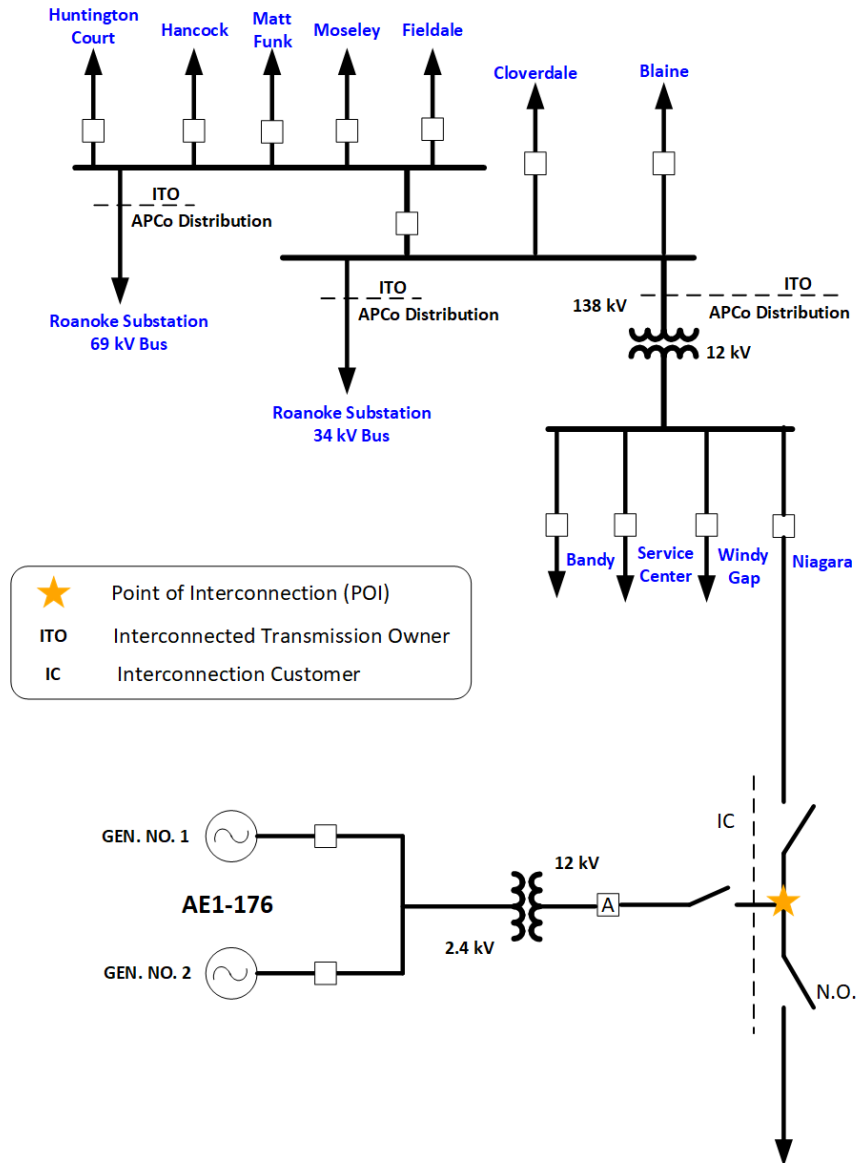 Huntington
Court
Hancock
Matt
Funk
Moseley
Fieldale
Cloverdale
Blaine
ITO
APCo Distribution
Roanoke Substation
69 kV Bus
ITO
APCo Distribution
Roanoke Substation
34 kV Bus
ITO
138 kV
APCo Distribution
12 kV
Bandy
Service
Center
Windy
Gap
Niagara
Point of Interconnection (POI)
ITO Interconnected Transmission Owner
IC Interconnection Customer
IC
GEN. NO. 1
12 kV
AE1-176
A
2.4 kV
GEN. NO. 2
N.O.